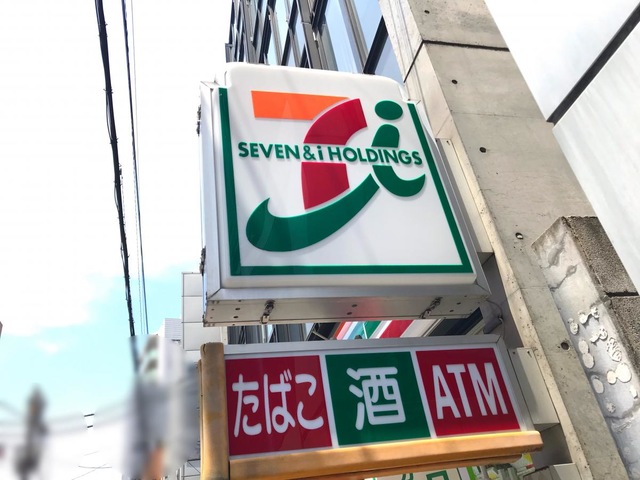 SEVEN&i HOLDINGS
たばこ 酒 ATM